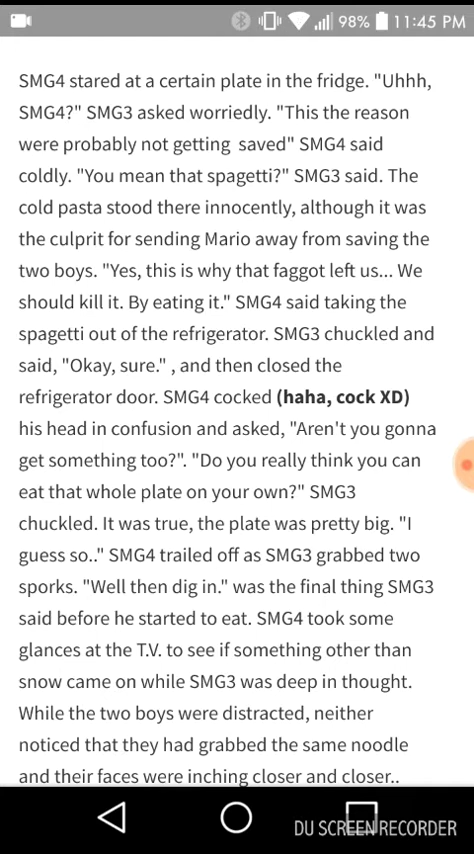 98% 11:45 PM
SMG4 stared at a certain plate in the fridge. "Uhhh,
SMG4?" SMG3 asked worriedly. "This the reason
were probably not getting saved" SMG4 said
coldly. "You mean that spagetti?" SMG3 said. The
cold pasta stood there innocently, although it was
the culprit for sending Mario away from saving the
two boys. "Yes, this is why that faggot left us... We
should kill it. By eating it." SMG4 said taking the
spagetti out of the refrigerator. SMG3 chuckled and
said, "Okay, sure." , and then closed the
refrigerator door. SMG4 cocked (haha, cock XD)
his head in confusion and asked, "Aren't you gonna
get something too?". "Do you really think you can
eat that whole plate on your own?" SMG3
chuckled. It was true, the plate was pretty big. "I
guess so.." SMG4 trailed off as SMG3 grabbed two
sporks. "Well then dig in." was the final thing SMG3
said before he started to eat. SMG4 took some
glances at the T.V. to see if something other than
snow came on while SMG3 was deep in thought.
While the two boys were distracted, neither
noticed that they had grabbed the same noodle
and their faces were inching closer and closer..
DU SCREEN RECORDER